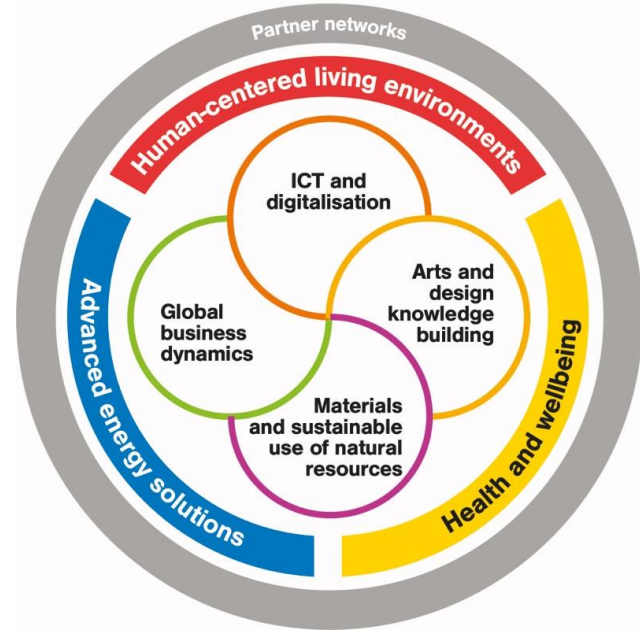 Partner networks
Human-centered living environments
ICT and
digitalisation
Arts and
design
knowledge
building
Global
business
dynamics
Materials
and sustainable
use of natural
resources
Advanced energy solutions
Health and wellbeing